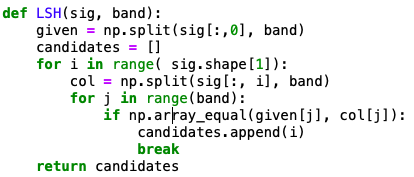 def LSH(sig, band):
    given = np.split(sig[:,0], band)
    candidates = []
    for i in range( sig.shape[1]):
        col = np.split(sig[:, i], band)
        for j in range(band):
            if np.array_equal(given[j], col[j]):
                candidates.append(i)
                break
    return candidates